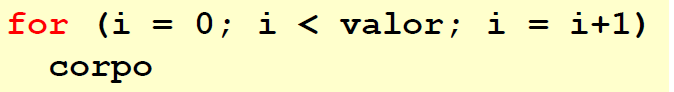 for (i = 0; i < valor; i = i+1)
corpo